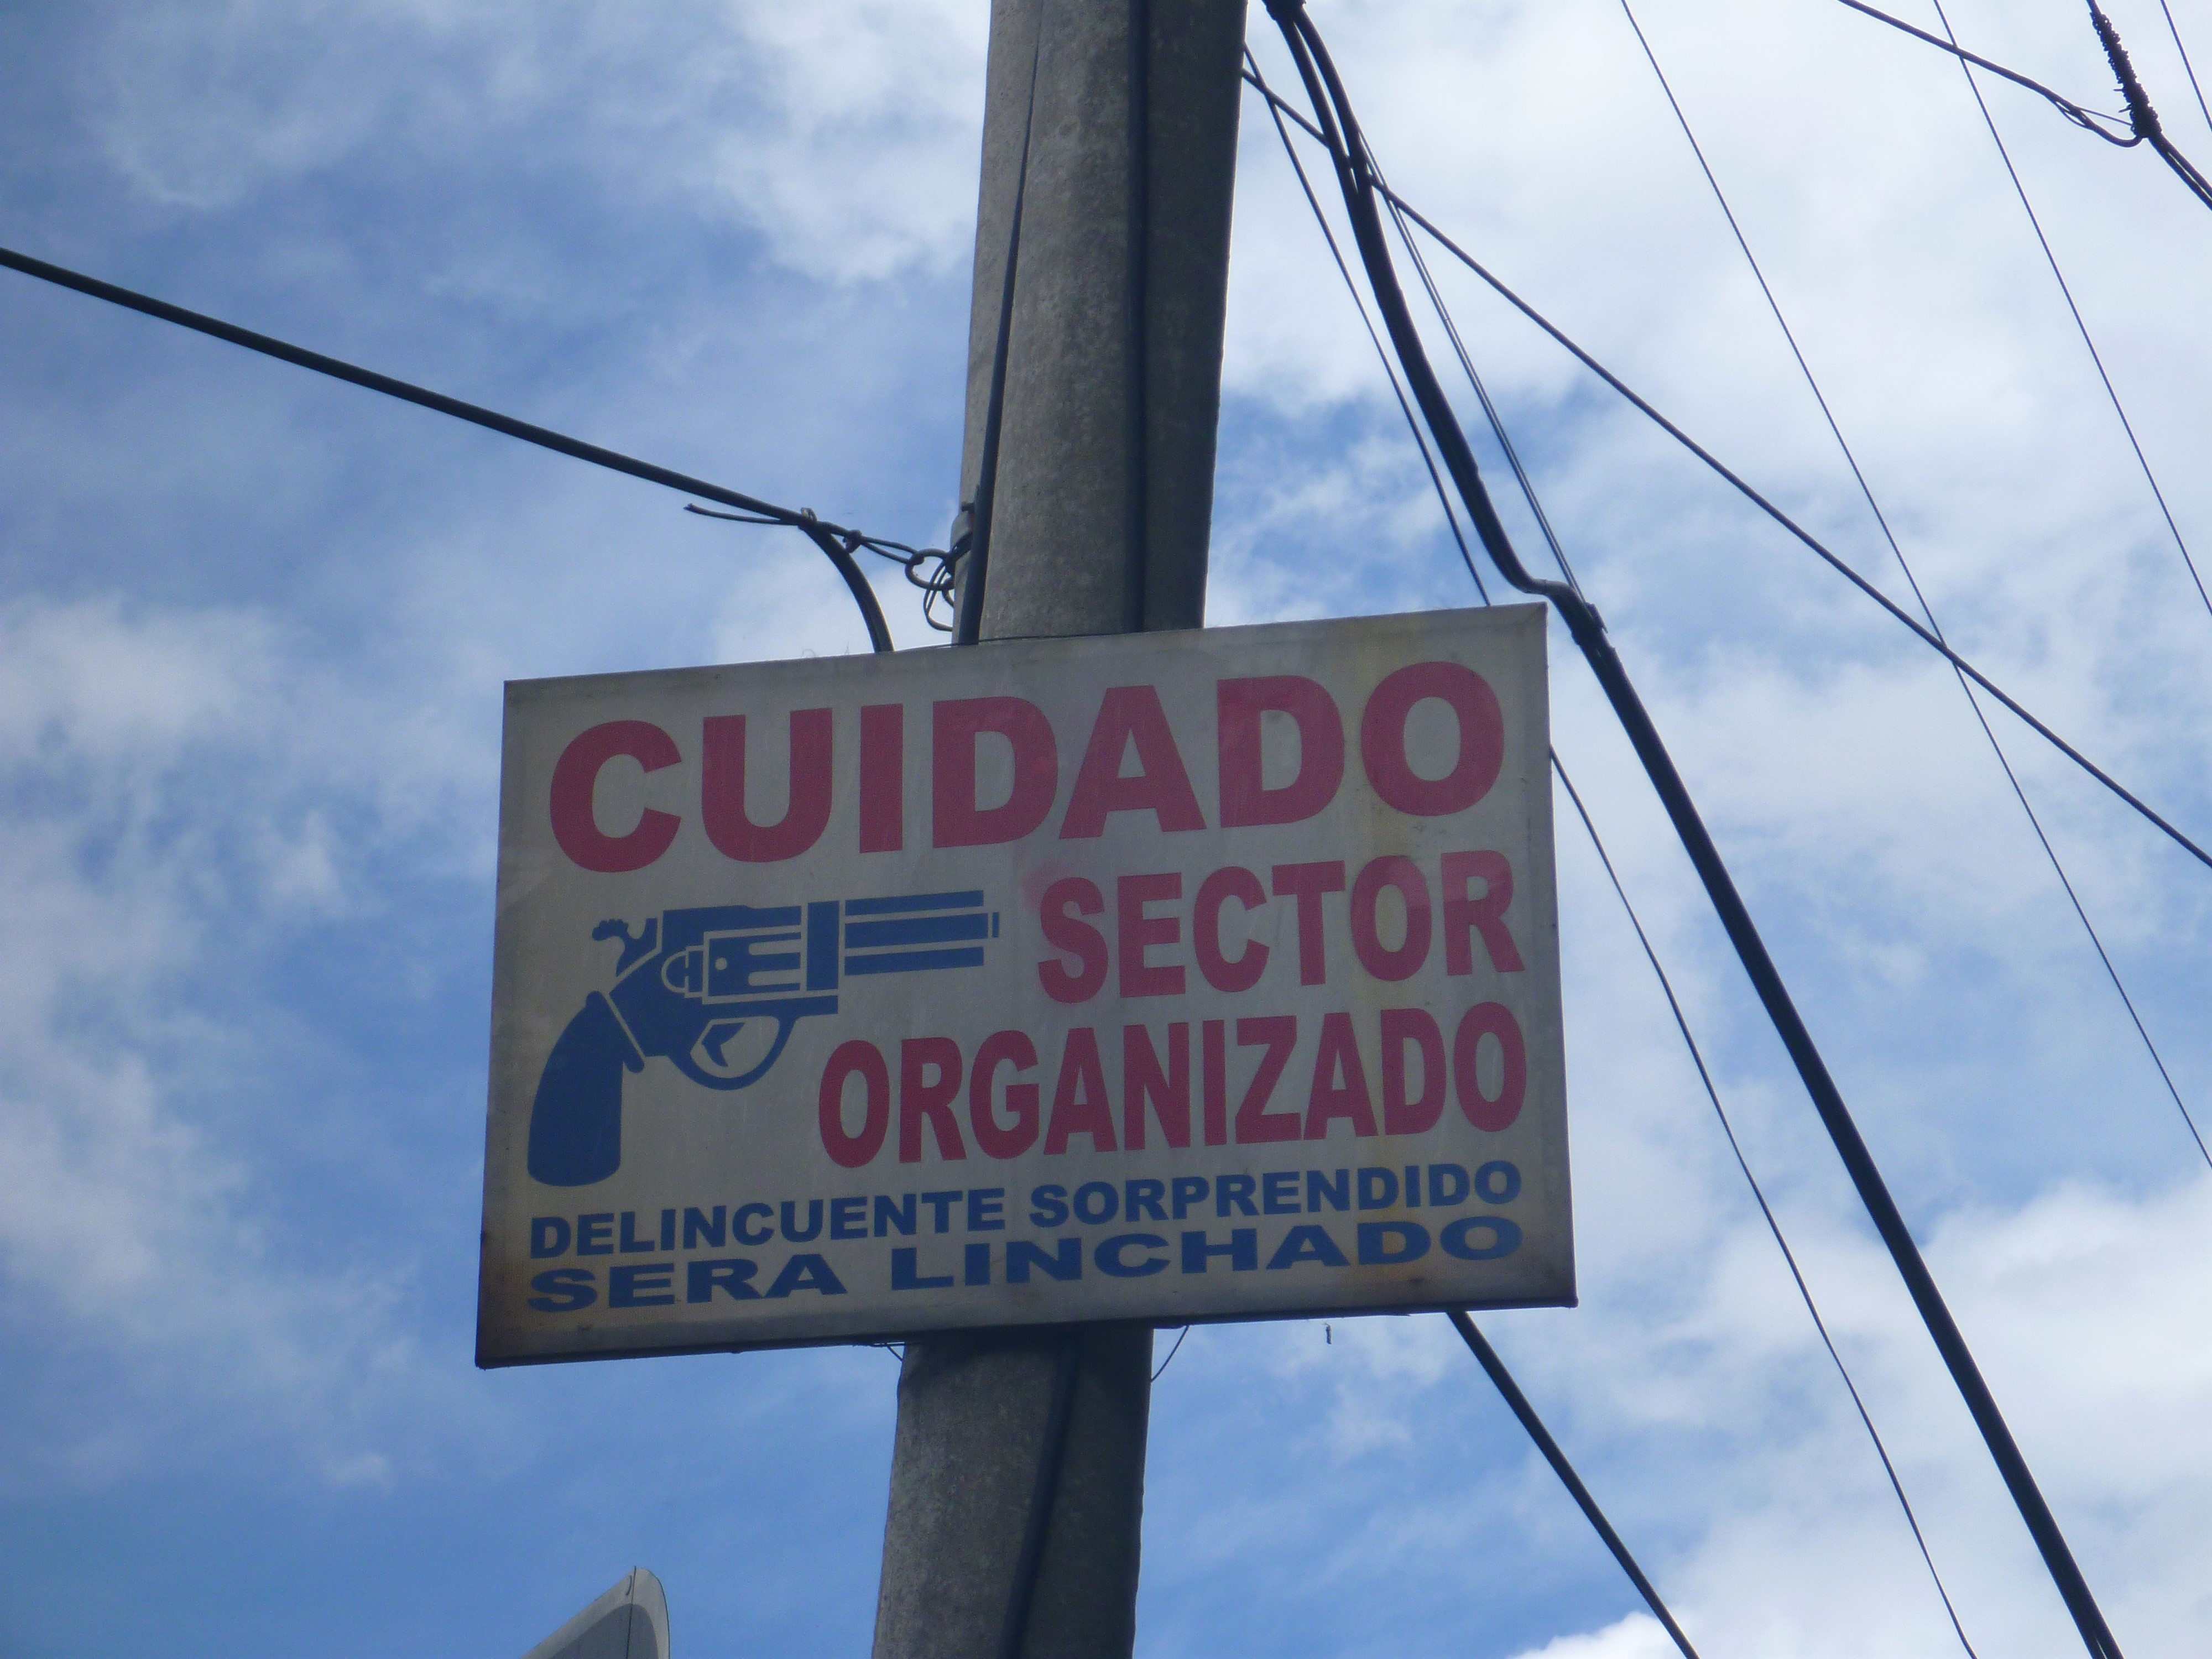 CUIDADO
SECTOR
ORGANIZADO
DELINCUENTE SORPRENDIDO
SERA LINCHADO